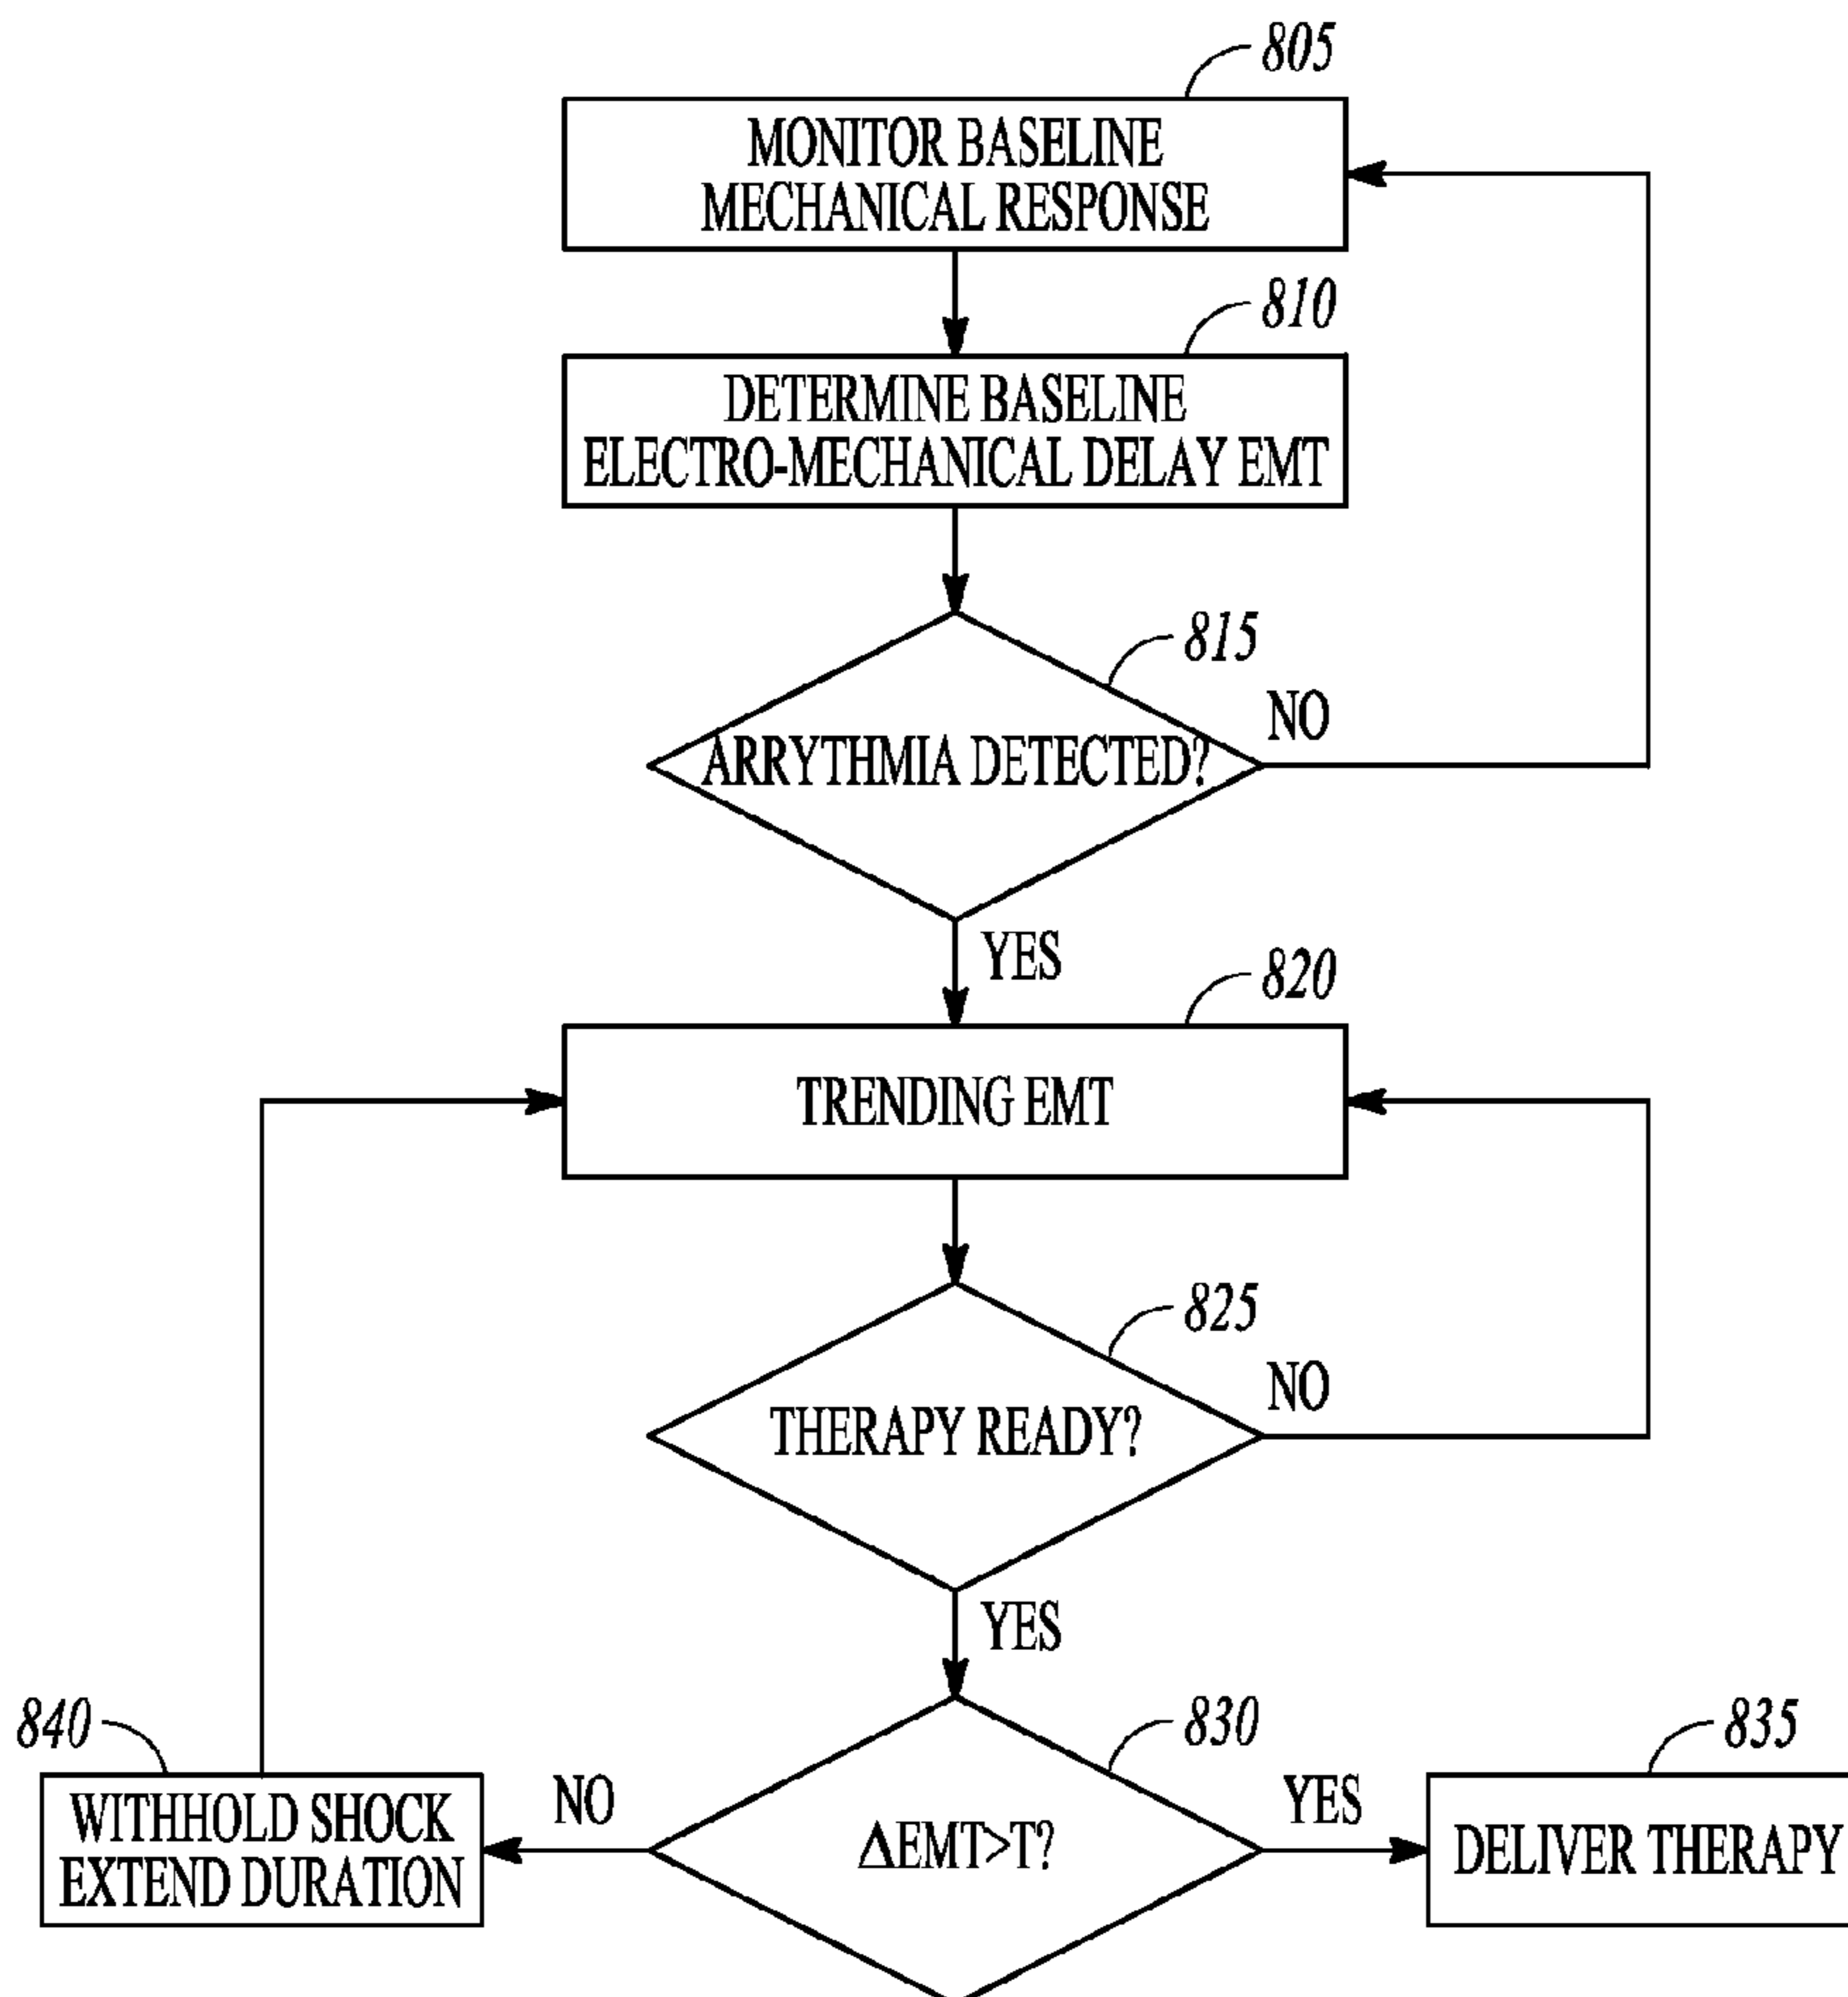 805
MONITOR BASELINE
MECHANICAL RESPONSE
810
DETERMINE BASELINE
ELECTRO-MECHANICAL DELAY EMT
815
ARRYTHMIA DETECTED?
NO
YES
820
TRENDING EMT
825
THERAPY READY?
NO
YES
840
830
835
WITHHOLD SHOCK
EXTEND DURATION
NO
ΔEMT>T?
YES
DELIVER THERAPY